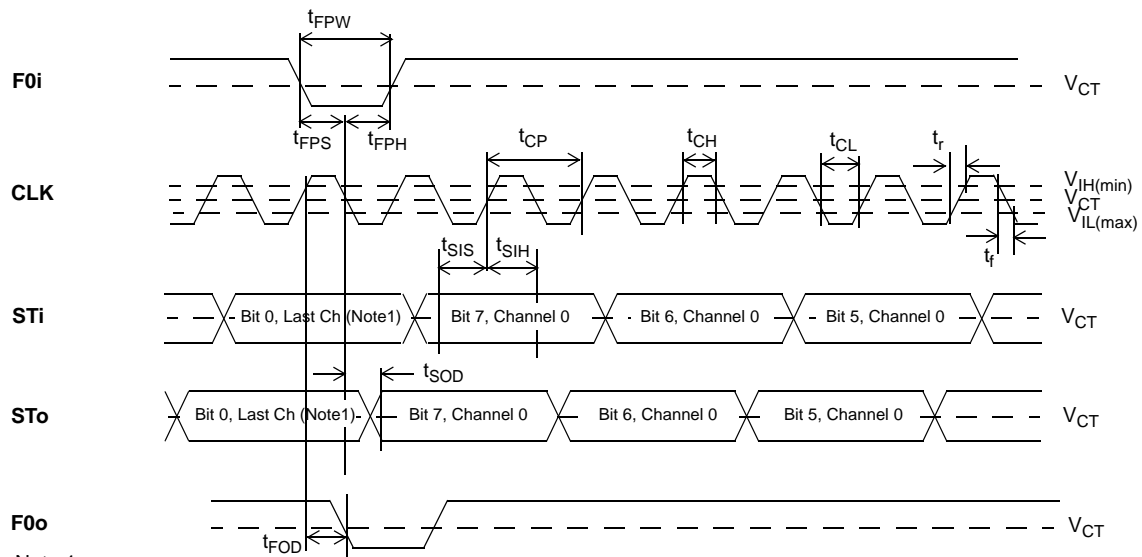 tFPW
F0i
VCT
tFPS
tFPH
tCP
tCH
tCL
tr
CLK
VIH(min)
VCT
VIL(max)
tSIS
tSIH
tf
STi
Bit 0, Last Ch (Note1)
Bit 7, Channel 0
Bit 6, Channel 0
Bit 5, Channel 0
VCT
tSOD
STo
Bit 0, Last Ch (Note1)
Bit 7, Channel 0
Bit 6, Channel 0
Bit 5, Channel 0
VCT
F0o
VCT
tFOD